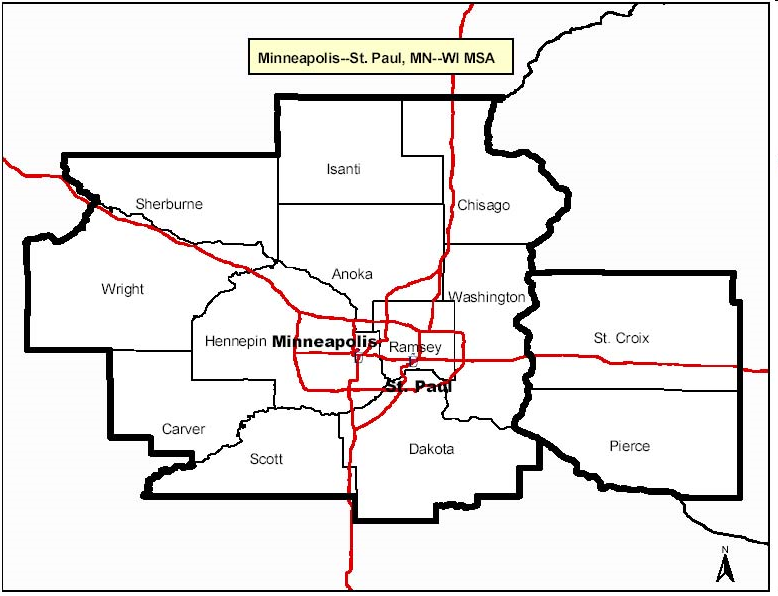 Minneapolis--St. Paul, MN--WI MSA
Isanti
Sherburne
Chisago
Anoka
Wright
Washington
Hennepin
Minneapolis
St. Croix
Ramsey
St. Paul
Carver
Scott
Dakota
Pierce
N